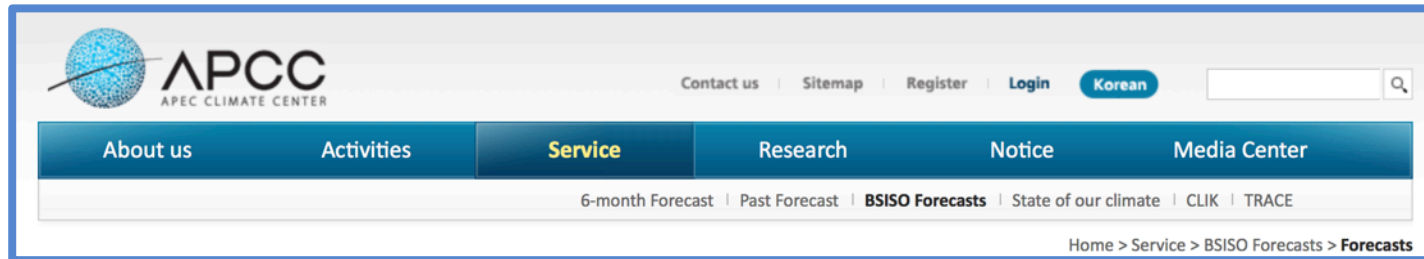 APCC
APEC CLIMATE CENTER
Contact us | Sitemap | Register | Login Korean
About us Activities Service Research Notice Media Center
6-month Forecast | Past Forecast | BSISO Forecasts | State of our climate | CLIK | TRACE
Home > Service > BSISO Forecasts > Forecasts